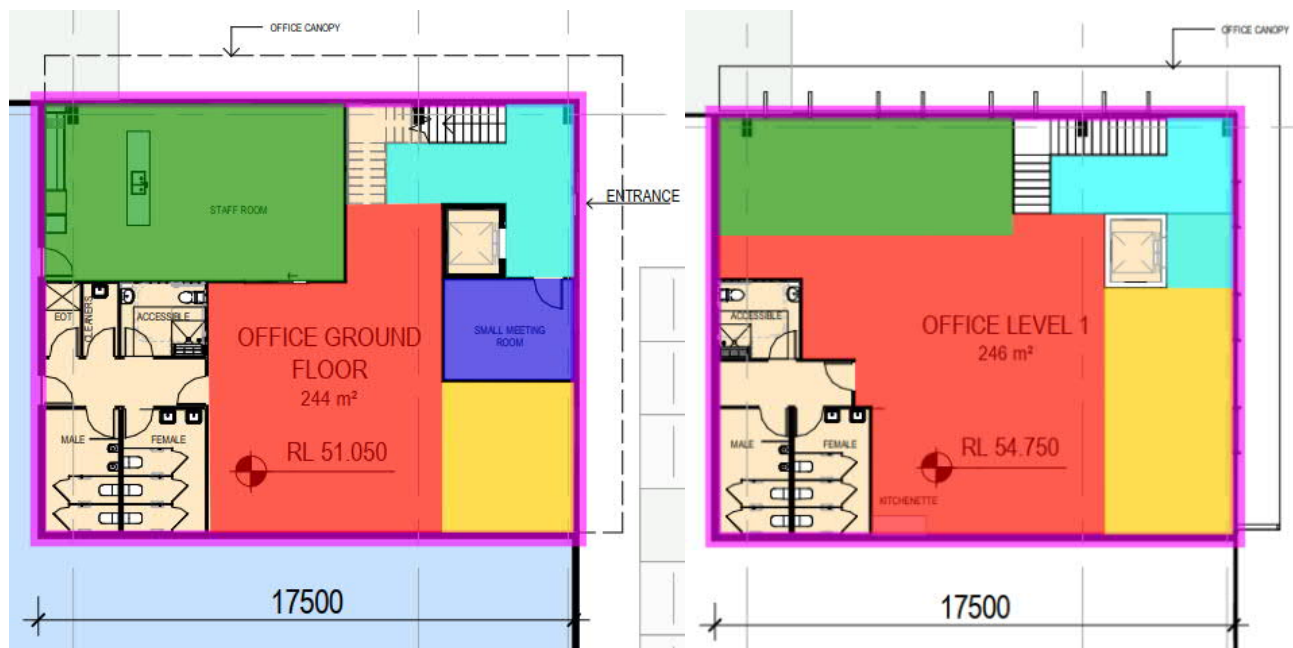 OFFICE CANOPY
ENTRANCE
STAFF ROOM
EOT
CLEANERS
ACCESSIBLE
OFFICE GROUND
FLOOR
244 m²
SMALL MEETING
ROOM
MALE
FEMALE
RL 51.050
17500
OFFICE CANOPY
ACCESSIBLE
OFFICE LEVEL 1
246 m²
MALE
FEMALE
RL 54.750
KITCHENETTE
17500